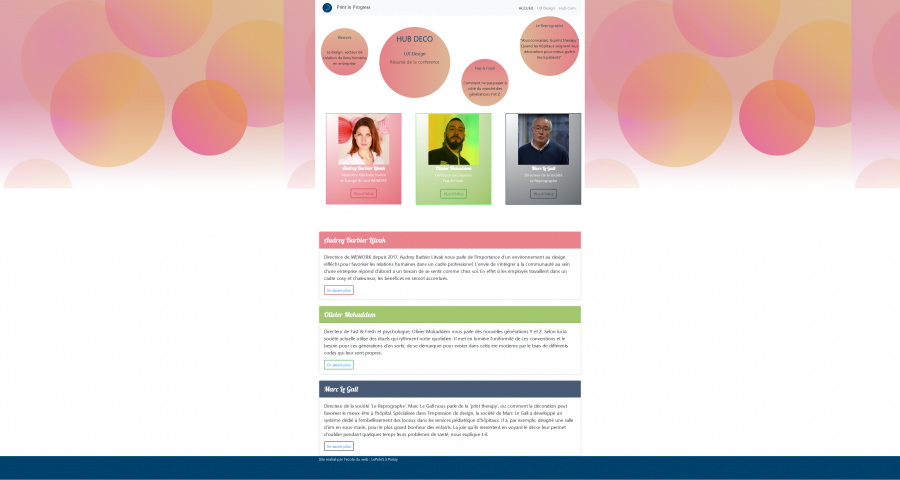 Print in Progress
ACCUEIL UX Design Hub Com
Wework
Le design, vecteur de
création de liens humains
en entreprise
HUB DECO
UX Design
Résumé de la conférence
Fast & Fresh
Comment ne pas passer à
côté du marché des
générations Y et Z
Le Reprographe
"Vous connaissez la print therapy ?
Quand les hôpitaux soignent leur
décoration pour mieux guérir
les patients"
Audrey Barbier Litvak
Directrice Générale France
et Europe du sud WEWORK
Plus d'infos
Olivier Mokaddem
Directeur de l'agence
Fast & Fresh
Plus d'infos
Marc Le Gall
Directeur de la société
Le Reprographe
Plus d'infos
Audrey Barbier Litvak
Directrice de WEWORK depuis 2017, Audrey Barbier Litvak nous parle de l'importance d'un environnement au design
réfléchi pour favoriser les relations humaines dans un cadre professionel. L'envie de s'intégrer à la communauté au sein
d'une entreprise répond d'abord a un besoin de se sentir comme chez soi. En effet si les employés travaillent dans un
cadre cosy et chaleureux, les bénéfices en seront accentués.
En savoir plus
Olivier Mokaddem
Directeur de Fast & Fresh et psychologue, Olivier Mokaddem nous parle des nouvelles générations Y et Z. Selon lui la
société actuelle utilise des rituels qui rythment notre quotidien. Il met en lumière l'uniformité de ces conventions et le
besoin pour ces générations d'en sortir, de se démarquer pour exister dans cette ère moderne par le biais de différents
codes qui leur sont propres.
En savoir plus
Marc Le Gall
Directeur de la société 'Le Reprographe', Marc Le Gall nous parle de la 'print therapy', ou comment la décoration peut
favoriser le mieux-être à l'hôpital. Spécialisée dans l'impression de design, la société de Marc Le Gall a développé un
système dédié à l'embellissement des locaux dans les services pédiatrique d'hôpitaux. Il a, par exemple, designé une salle
d'irm en sous-marin, pour le plus grand bonheur des enfants. La joie qu'ils ressentent en voyant le décor leur permet
d'oublier pendant quelques temps leurs problèmes de santé, nous explique-t-il.
En savoir plus
Site réalisé par l'école du web